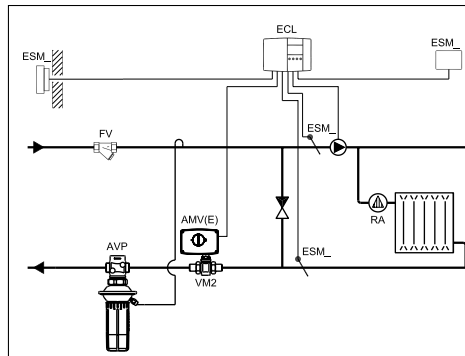 ECL
ESM_
ESM_
FV
ESM_
RA
AMV(E)
AVP
ESM_
VM2